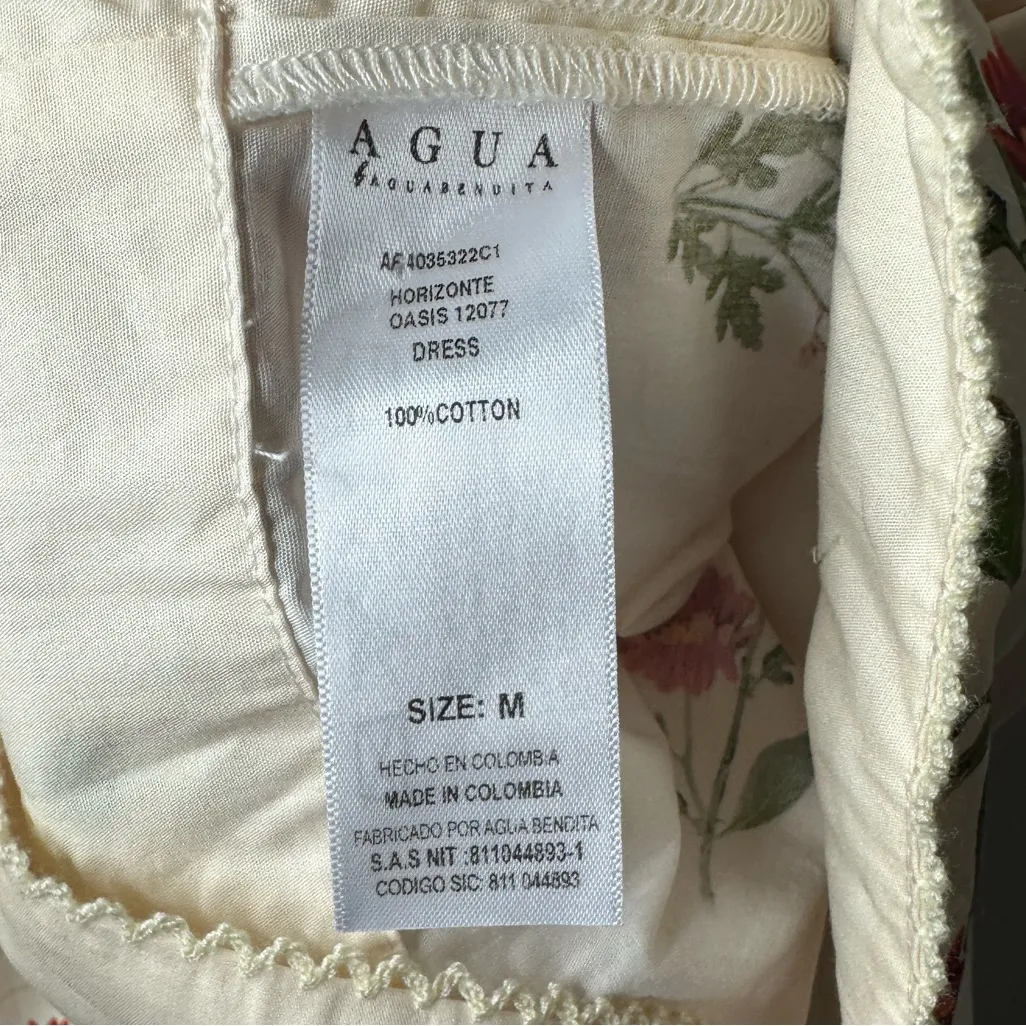 AGUA
by AGUABENDITA
AF4035322C1
HORIZONTE
OASIS 12077
DRESS
100%COTTON
SIZE: M
HECHO EN COLOMBIA
MADE IN COLOMBIA
FABRICADO POR AGUA BENDITA
S.A.S NIT :811044893-1
CODIGO SIC: 811 044893